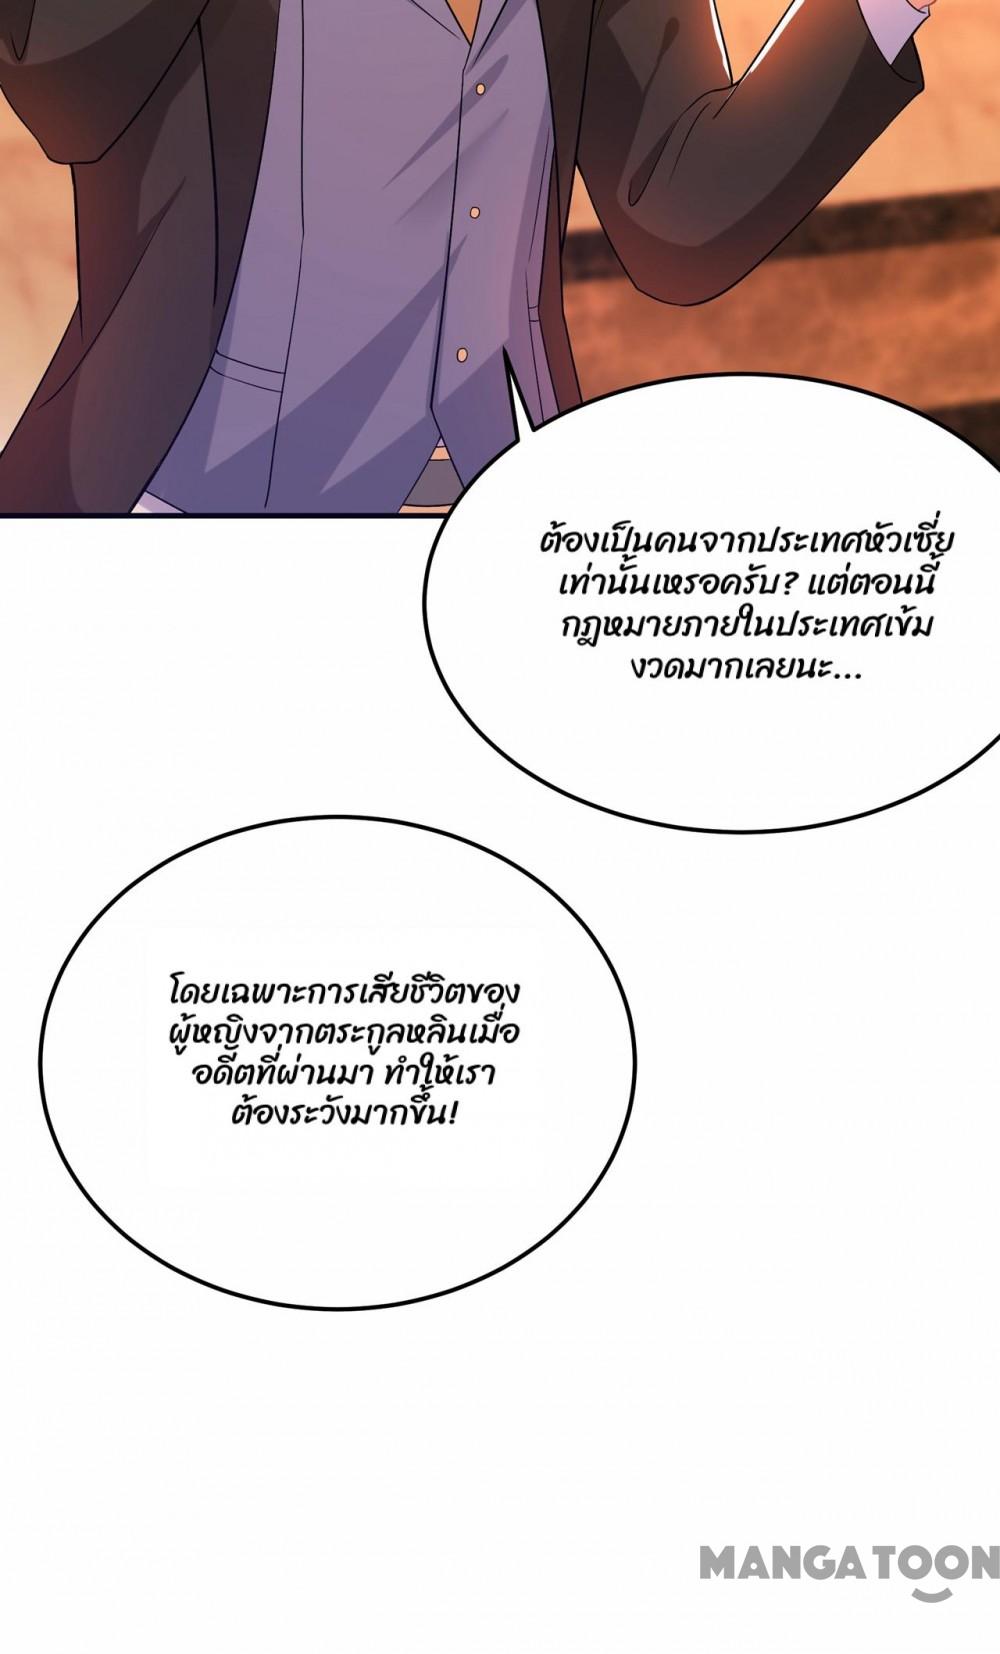 ต้องเป็นคนจากประเทศหัวเซี่ย
เท่านั้นเหรอครับ? แต่ตอนนี้
กฎหมายภายในประเทศเข้ม
งวดมากเลยนะ...
โดยเฉพาะการเสียชีวิตของ
ผู้หญิงจากตระกูลหลินเมื่อ
อดีตที่ผ่านมา ทำให้เรา
ต้องระวังมากขึ้น!
MANGATOON